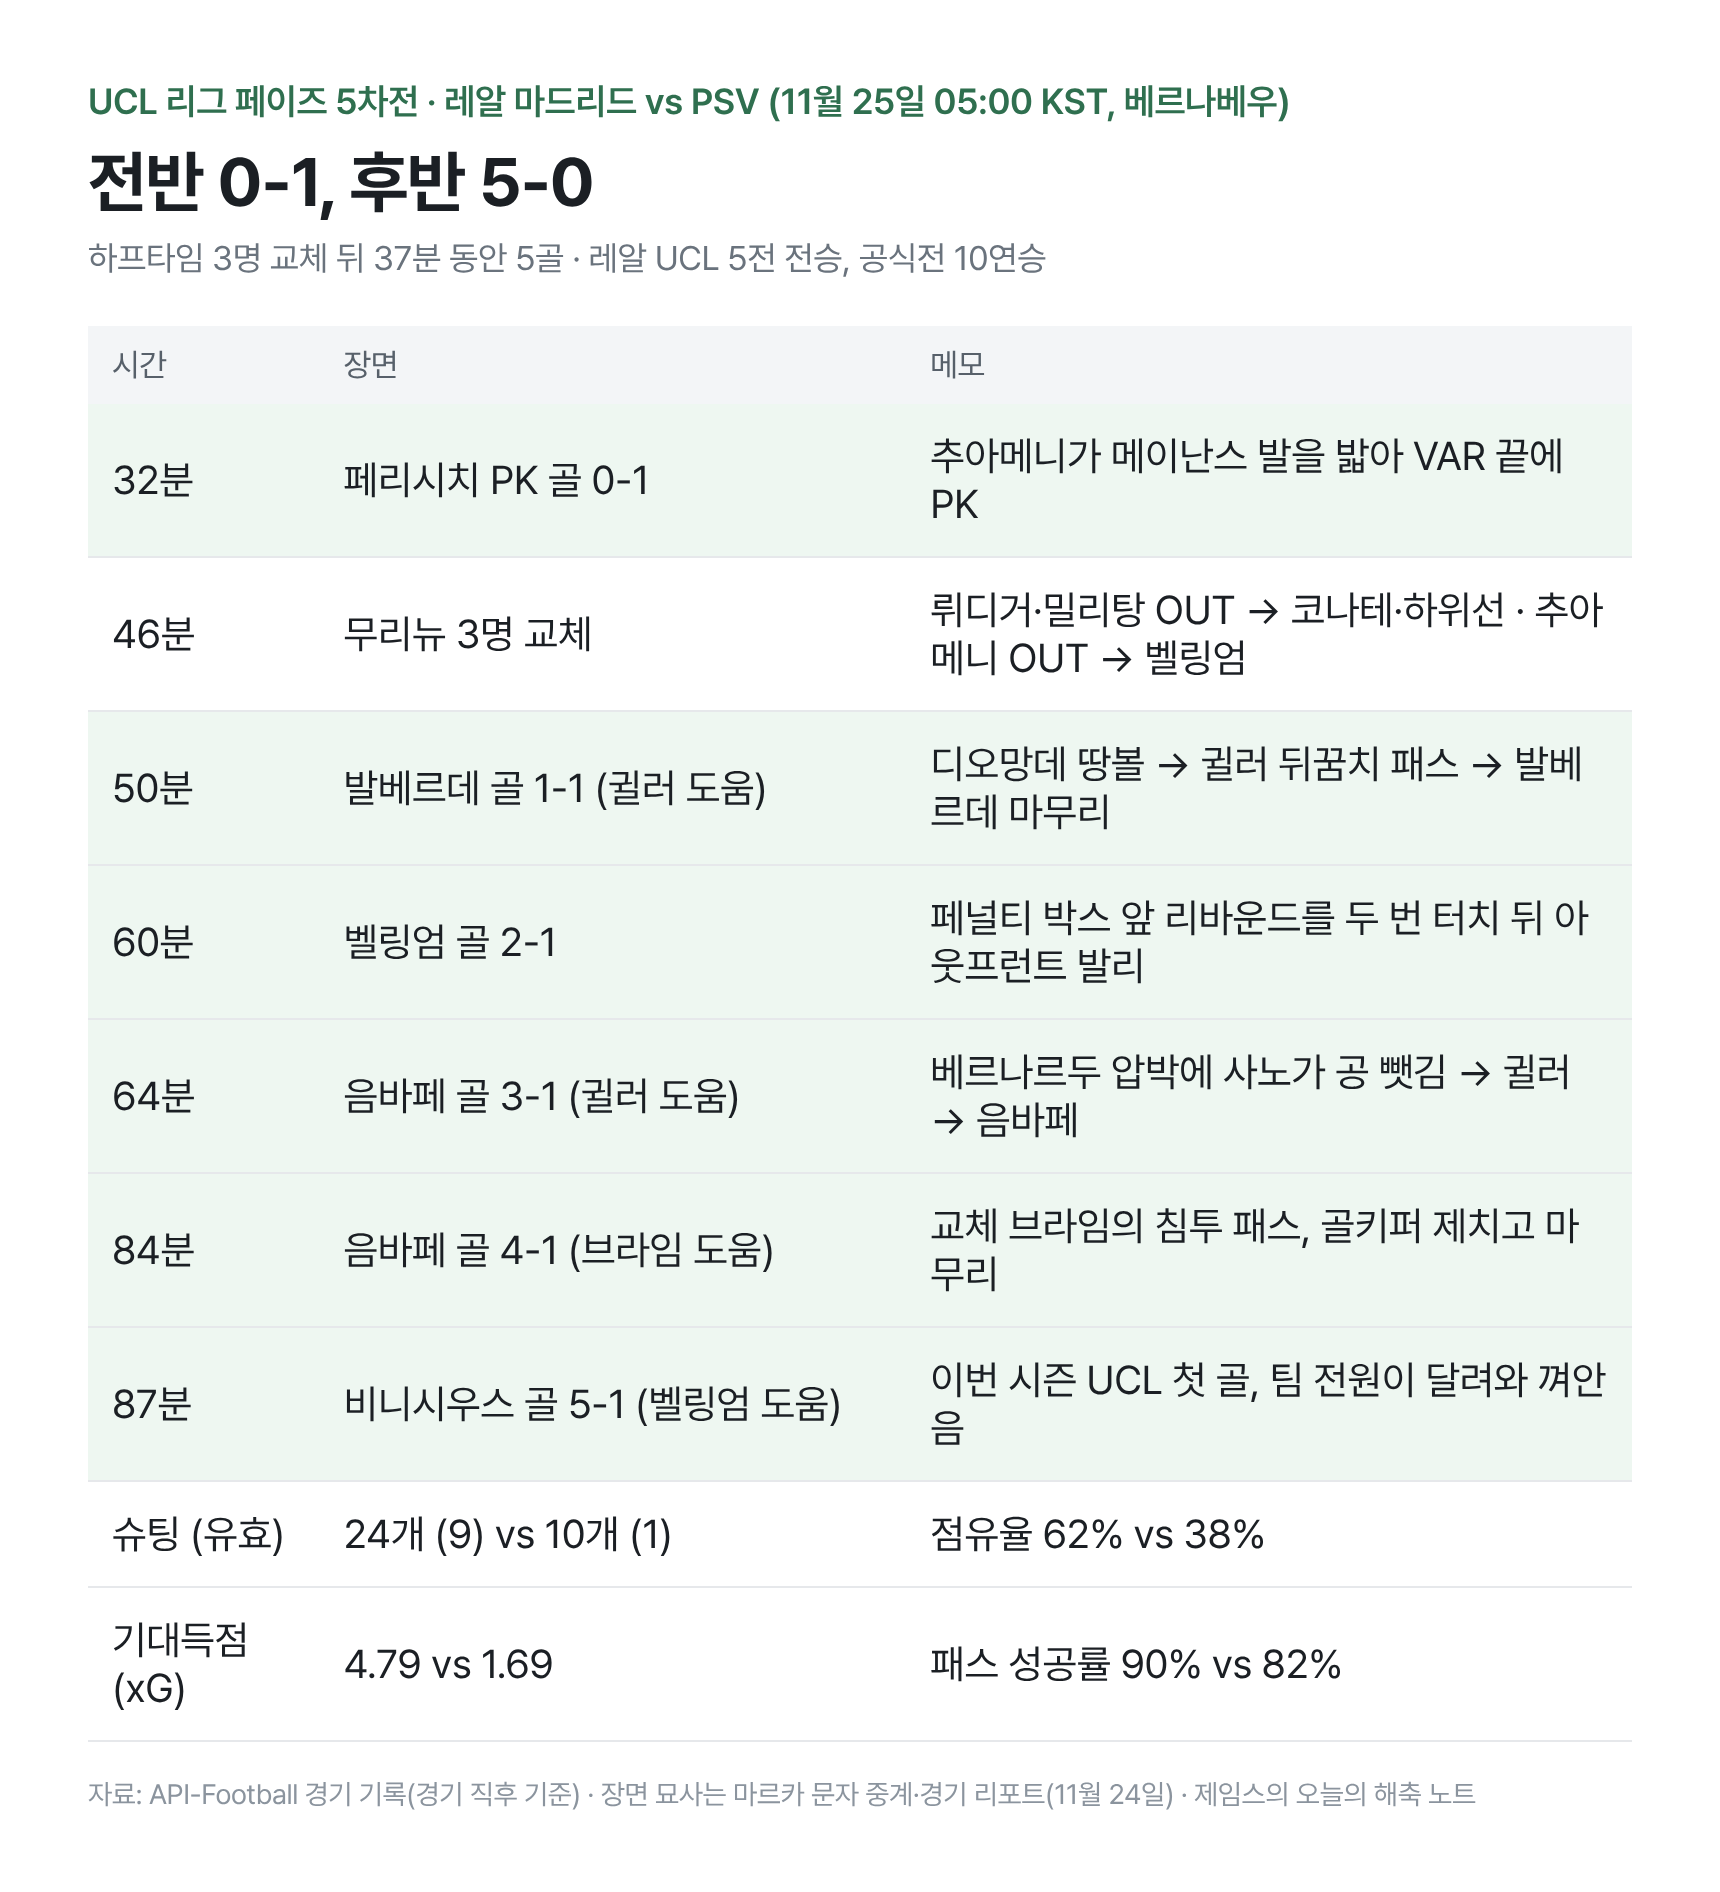 UCL 리그 페이즈 5차전 · 레알 마드리드 vs PSV (11월 25일 05:00 KST, 베르나베우)
전반 0-1, 후반 5-0
하프타임 3명 교체 뒤 37분 동안 5골 · 레알 UCL 5전 전승, 공식전 10연승
시간 장면 메모
32분 페리시치 PK 골 0-1 추아메니가 메이난스 발을 밟아 VAR 끝에
PK
46분 무리뉴 3명 교체 뤼디거·밀리탕 OUT → 코나테·하위선 · 추아
메니 OUT → 벨링엄
50분 발베르데 골 1-1 (귈러 도움) 디오망데 땅볼 → 귈러 뒤꿈치 패스 → 발베
르데 마무리
60분 벨링엄 골 2-1 페널티 박스 앞 리바운드를 두 번 터치 뒤 아
웃프런트 발리
64분 음바페 골 3-1 (귈러 도움) 베르나르두 압박에 사노가 공 뺏김 → 귈러
→ 음바페
84분 음바페 골 4-1 (브라임 도움) 교체 브라임의 침투 패스, 골키퍼 제치고 마
무리
87분 비니시우스 골 5-1 (벨링엄 도움) 이번 시즌 UCL 첫 골, 팀 전원이 달려와 껴안
음
슈팅 (유효) 24개 (9) vs 10개 (1) 점유율 62% vs 38%
기대득점
(xG) 4.79 vs 1.69 패스 성공률 90% vs 82%
자료: API-Football 경기 기록(경기 직후 기준) · 장면 묘사는 마르카 문자 중계·경기 리포트(11월 24일) · 제임스의 오늘의 해축 노트